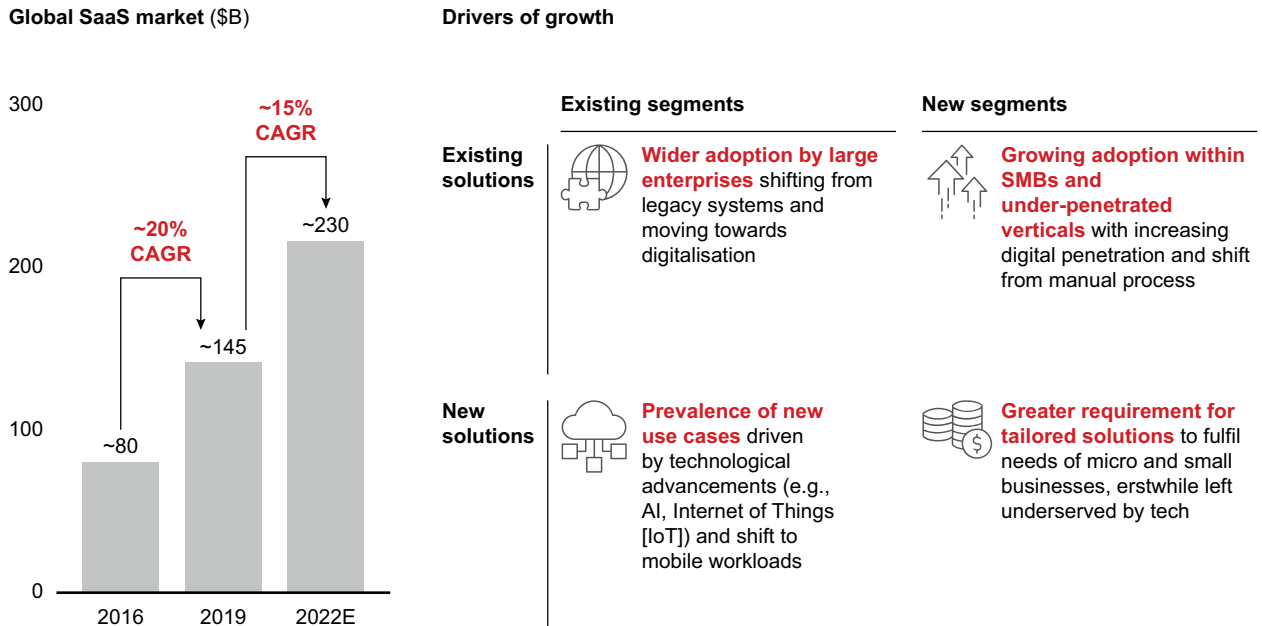 Global SaaS market ($B)
300
200
100
0
~15%
CAGR
~20%
CAGR
~80
~145
~230
2016
2019
2022E
Drivers of growth
Existing segments
New segments
Existing
solutions
Wider adoption by large
enterprises shifting from
legacy systems and
moving towards
digitalisation
Growing adoption within
SMBs and
under-penetrated
verticals with increasing
digital penetration and shift
from manual process
New
solutions
Prevalence of new
use cases driven
by technological
advancements (e.g.,
AI, Internet of Things
[IoT]) and shift to
mobile workloads
$
Greater requirement for
tailored solutions to fulfil
needs of micro and small
businesses, erstwhile left
underserved by tech